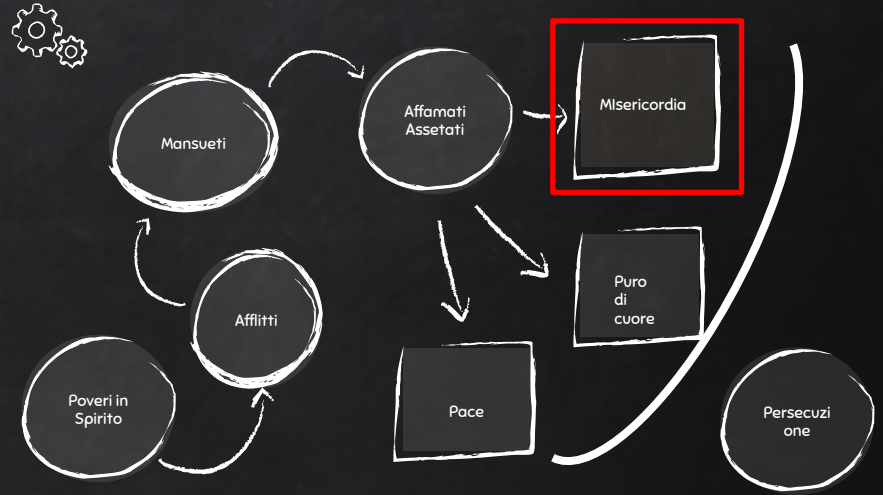 Mansueti
Affamati
Assetati
MIsericordia
Afflitti
Puro
di
cuore
Poveri in
Spirito
Pace
Persecuzi
one